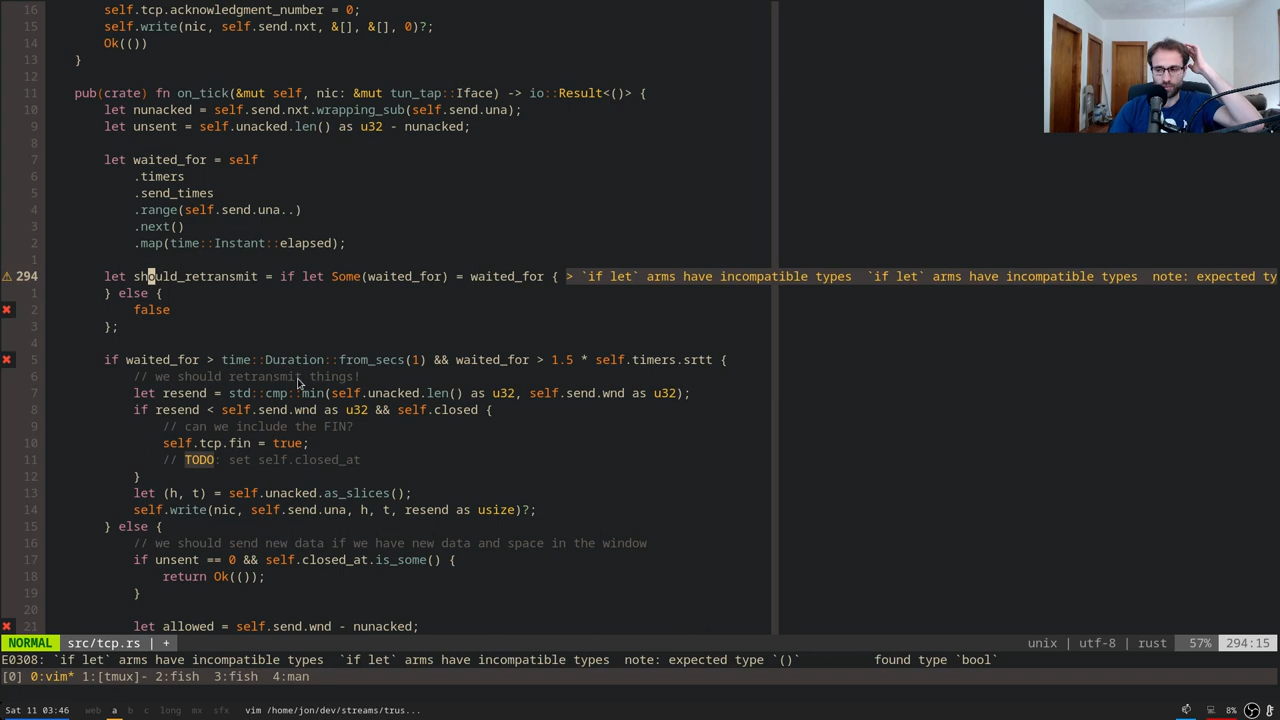 16 self.tcp.acknowledgment_number = 0;
15 self.write(nic, self.send.nxt, &[], &[], 0)?;
14 Ok(())
13 }
12
11 pub(crate) fn on_tick(&mut self, nic: &mut tun_tap::Iface) -> io::Result<()> {
10 let nunacked = self.send.nxt.wrapping_sub(self.send.una);
9 let unsent = self.unacked.len() as u32 - nunacked;
8
7 let waited_for = self
6 .timers
5 .send_times
4 .range(self.send.una..)
3 .next()
2 .map(time::Instant::elapsed);
1
⚠ 294 let should_retransmit = if let Some(waited_for) = waited_for { > `if let` arms have incompatible types  `if let` arms have incompatible types  note: expected ty
1 } else {
✖ 2 false
3 };
4
✖ 5 if waited_for > time::Duration::from_secs(1) && waited_for > 1.5 * self.timers.srtt {
6 // we should retransmit things!
7 let resend = std::cmp::min(self.unacked.len() as u32, self.send.wnd as u32);
8 if resend < self.send.wnd as u32 && self.closed {
9 // can we include the FIN?
10 self.tcp.fin = true;
11 // TODO: set self.closed_at
12 }
13 let (h, t) = self.unacked.as_slices();
14 self.write(nic, self.send.una, h, t, resend as usize)?;
15 } else {
16 // we should send new data if we have new data and space in the window
17 if unsent == 0 && self.closed_at.is_some() {
18 return Ok(());
19 }
20
✖ 21 let allowed = self.send.wnd - nunacked;
NORMAL src/tcp.rs | + unix | utf-8 | rust 57% 294:15
E0308: `if let` arms have incompatible types  `if let` arms have incompatible types  note: expected type `()` found type `bool`
[0] 0:vim* 1:[tmux]- 2:fish 3:fish 4:man
Sat 11 03:46 web a b c long mx sfx vim /home/jon/dev/streams/trus... 8%